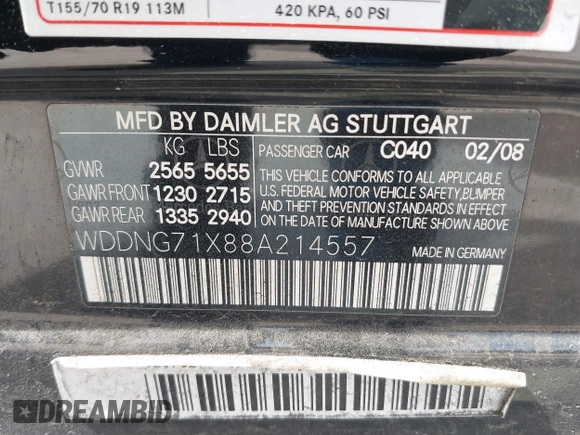 T155/70 R19 113M
420 KPA, 60 PSI
MFD BY DAIMLER AG STUTTGART
KG LBS
GVWR 2565 5655
GAWR FRONT 1230 2715
GAWR REAR 1335 2940
PASSENGER CAR C040 02/08
THIS VEHICLE CONFORMS TO ALL APPLICABLE
U.S. FEDERAL MOTOR VEHICLE SAFETY, BUMPER
AND THEFT PREVENTION STANDARDS IN EFFECT
ON THE DATE OF MANUFACTURE SHOWN ABOVE.
WDDNG71X88A214557
MADE IN GERMANY
DREAMBID